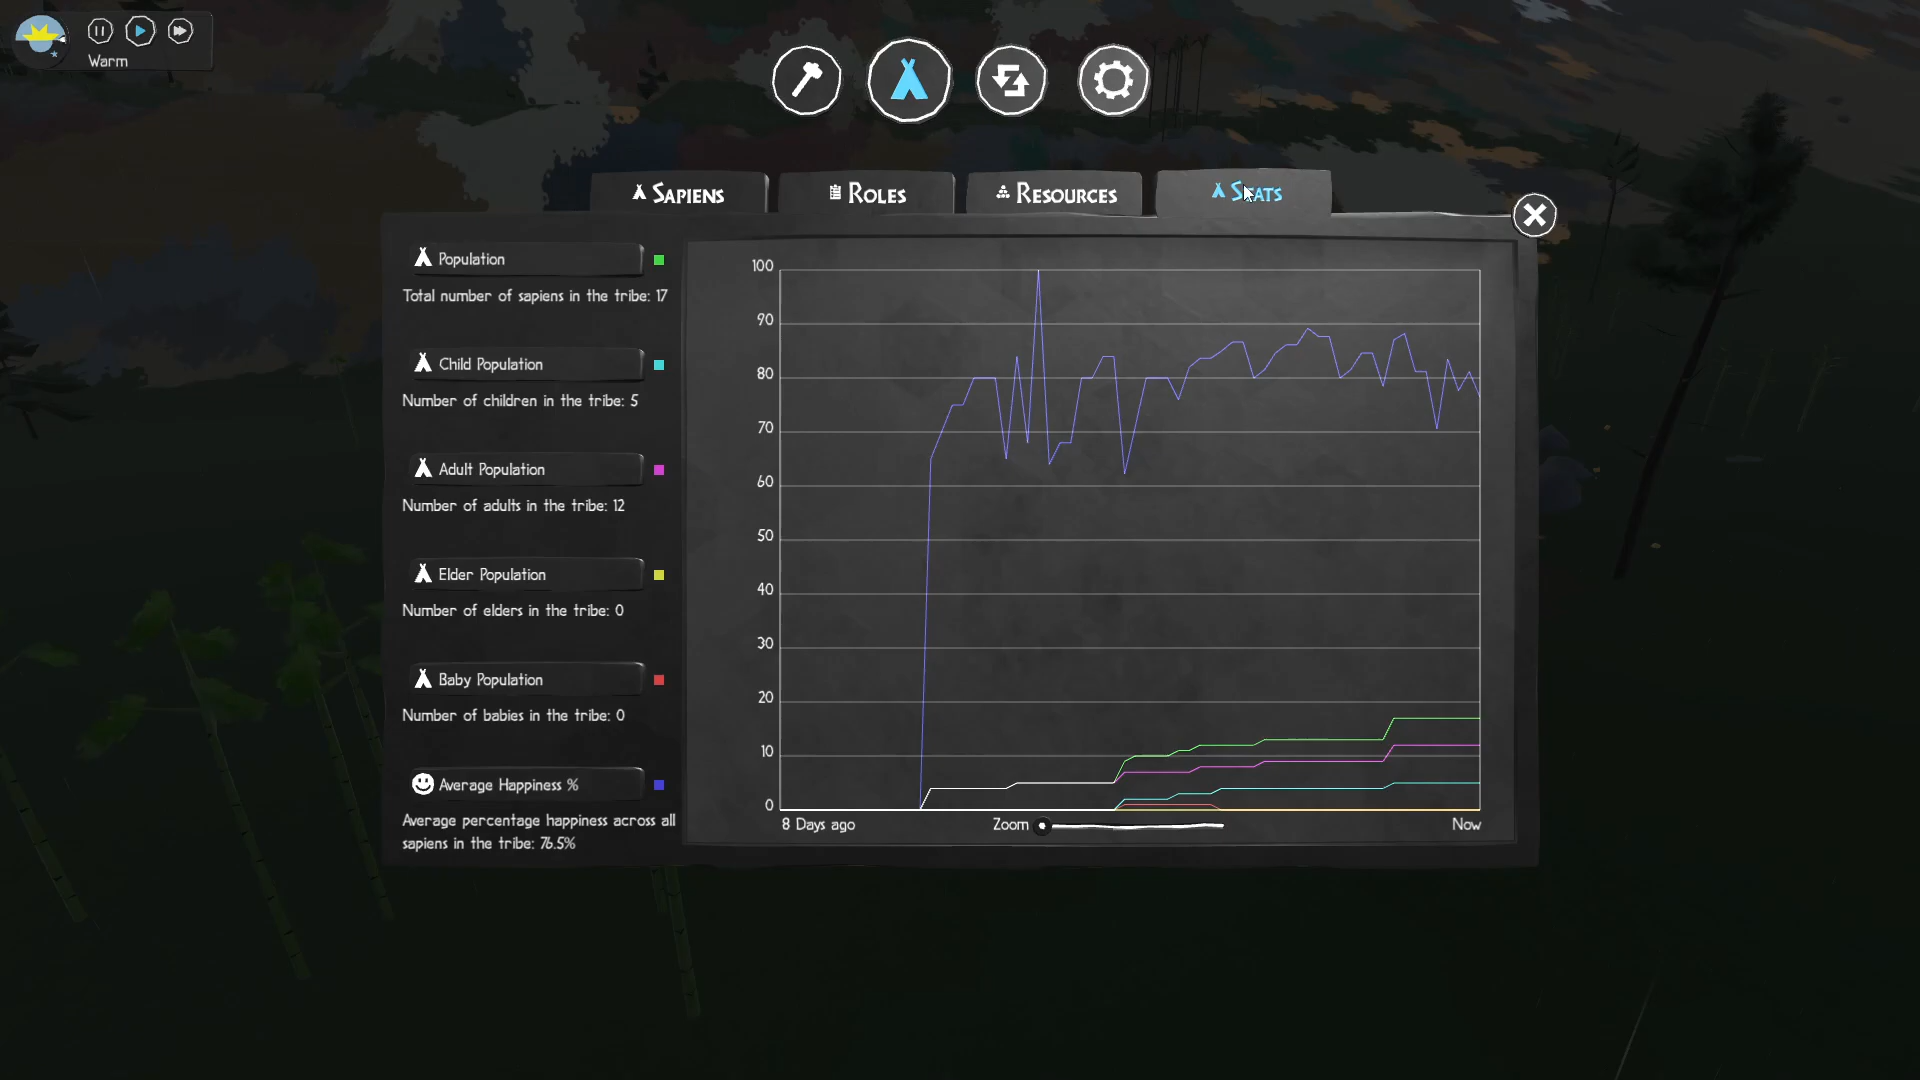 Warm
Sapiens
Roles
Resources
Stats
Population
Total number of sapiens in the tribe: 17
Child Population
Number of children in the tribe: 5
Adult Population
Number of adults in the tribe: 12
Elder Population
Number of elders in the tribe: 0
Baby Population
Number of babies in the tribe: 0
Average Happiness %
Average percentage happiness across all
sapiens in the tribe: 76.5%
100
90
80
70
60
50
40
30
20
10
0
8 Days ago
Zoom
Now